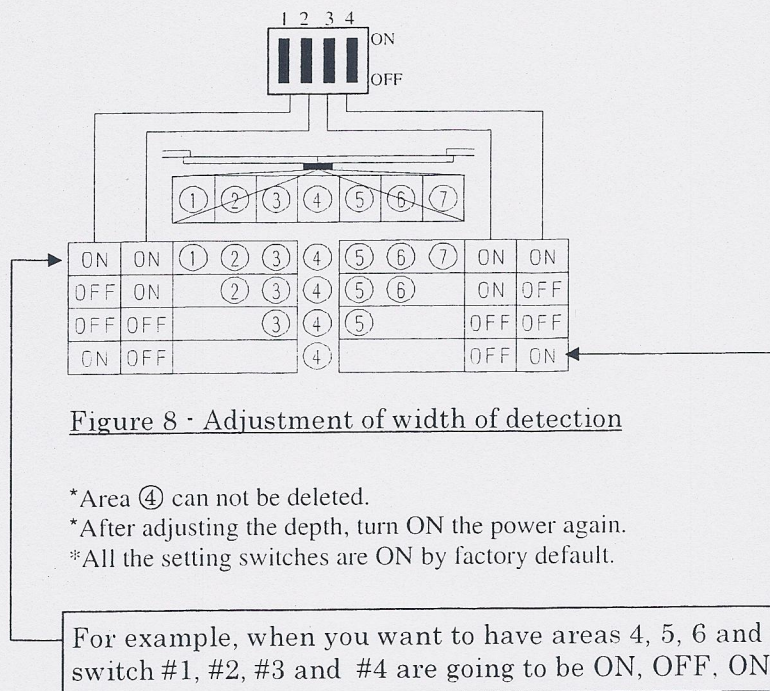 1 2 3 4
ON
OFF
① ② ③ ④ ⑤ ⑥ ⑦
ON ON ① ② ③ ④ ⑤ ⑥ ⑦ ON ON
OFF ON ② ③ ④ ⑤ ⑥ ON OFF
OFF OFF ③ ④ ⑤ OFF OFF
ON OFF ④ OFF ON
Figure 8 - Adjustment of width of detection
*Area ④ can not be deleted.
*After adjusting the depth, turn ON the power again.
*All the setting switches are ON by factory default.
For example, when you want to have areas 4, 5, 6 and
switch #1, #2, #3 and #4 are going to be ON, OFF, ON